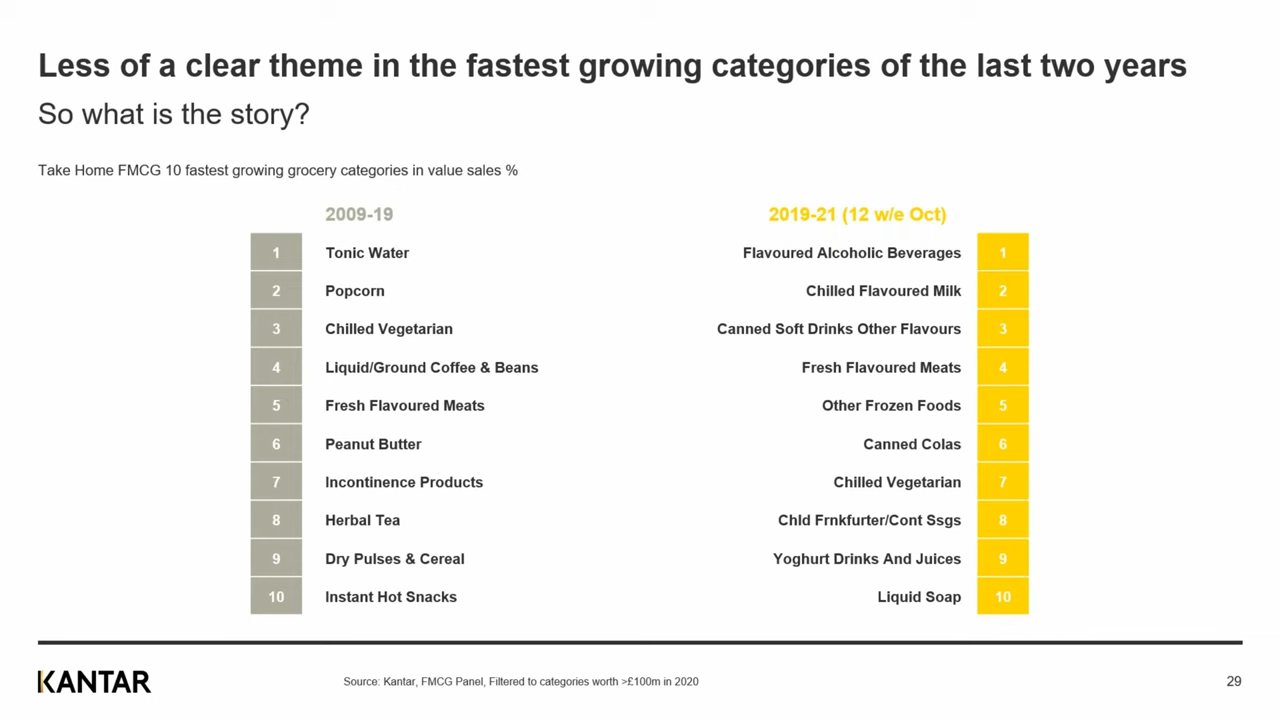 Less of a clear theme in the fastest growing categories of the last two years
So what is the story?
Take Home FMCG 10 fastest growing grocery categories in value sales %
2009-19
1 Tonic Water
2 Popcorn
3 Chilled Vegetarian
4 Liquid/Ground Coffee & Beans
5 Fresh Flavoured Meats
6 Peanut Butter
7 Incontinence Products
8 Herbal Tea
9 Dry Pulses & Cereal
10 Instant Hot Snacks
2019-21 (12 w/e Oct)
Flavoured Alcoholic Beverages 1
Chilled Flavoured Milk 2
Canned Soft Drinks Other Flavours 3
Fresh Flavoured Meats 4
Other Frozen Foods 5
Canned Colas 6
Chilled Vegetarian 7
Chld Frnkfurter/Cont Ssgs 8
Yoghurt Drinks And Juices 9
Liquid Soap 10
KANTAR
Source: Kantar, FMCG Panel, Filtered to categories worth >£100m in 2020
29